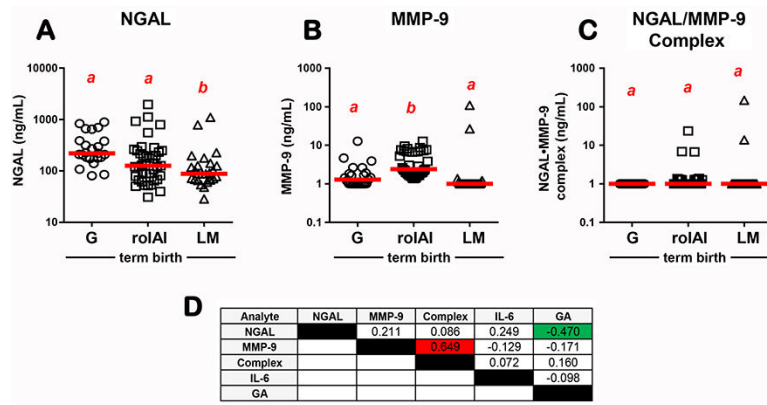 A NGAL
NGAL (ng/mL)
10000
1000
100
10
a a b
G rolAI LM
term birth
B MMP-9
MMP-9 (ng/mL)
1000
100
10
1
0.1
a b a
G rolAI LM
term birth
C NGAL/MMP-9
Complex
NGAL•MMP-9
complex (ng/mL)
1000
100
10
1
0.1
a a a
G rolAI LM
term birth
D
Analyte NGAL MMP-9 Complex IL-6 GA
NGAL 0.211 0.086 0.249 -0.470
MMP-9 0.649 -0.129 -0.171
Complex 0.072 0.160
IL-6 -0.098
GA